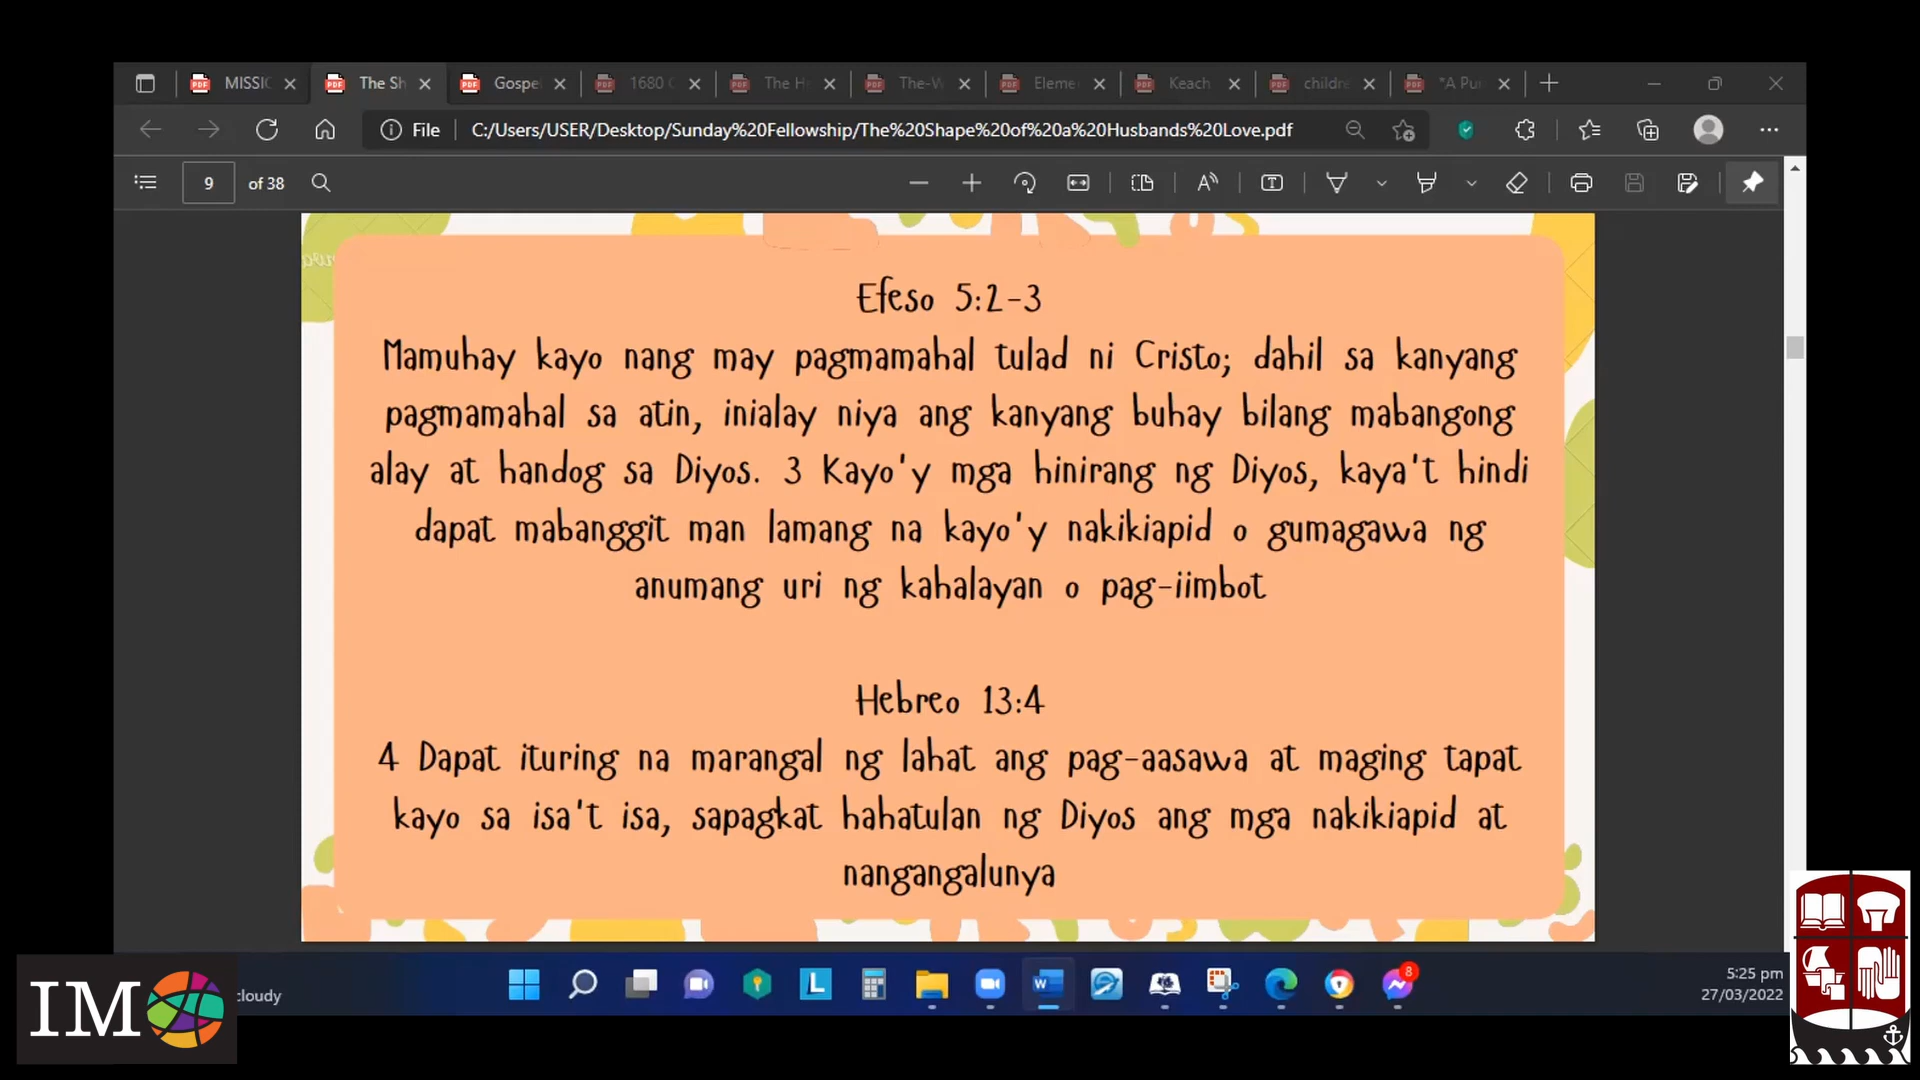 MISSIC
The Sh
Gospe
1680 C
The H
The-W
Eleme
Keach
childre
"A Pur
File
C:/Users/USER/Desktop/Sunday%20Fellowship/The%20Shape%20of%20a%20Husbands%20Love.pdf
9 of 38
Efeso 5:2-3
Mamuhay kayo nang may pagmamahal tulad ni Cristo; dahil sa kanyang
pagmamahal sa atin, inialay niya ang kanyang buhay bilang mabangong
alay at handog sa Diyos. 3 Kayo'y mga hinirang ng Diyos, kaya't hindi
dapat mabanggit man lamang na kayo'y nakikiapid o gumagawa ng
anumang uri ng kahalayan o pag-iimbot
Hebreo 13:4
4 Dapat ituring na marangal ng lahat ang pag-aasawa at maging tapat
kayo sa isa't isa, sapagkat hahatulan ng Diyos ang mga nakikiapid at
nangangalunya
IM
cloudy
L
W
8
5:25 pm
27/03/2022